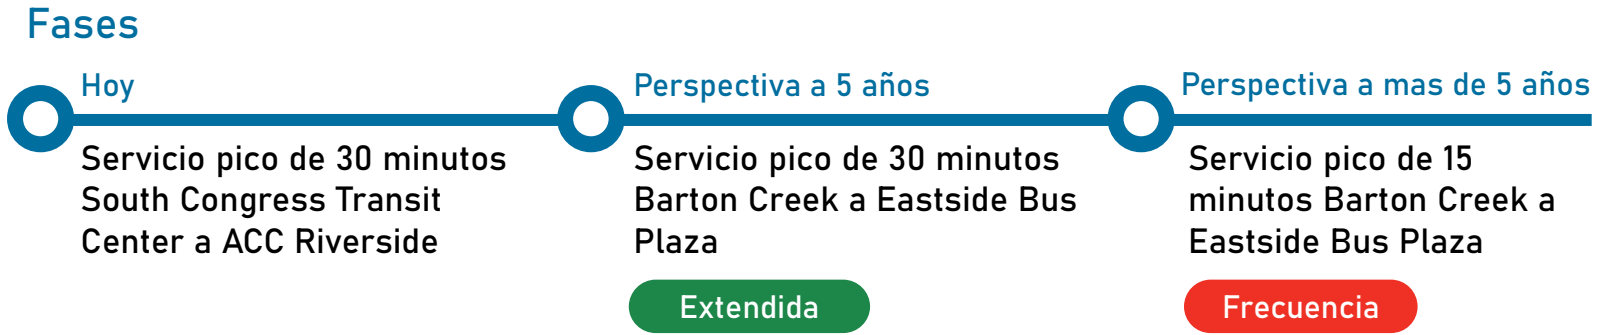 Fases
Hoy
Servicio pico de 30 minutos
South Congress Transit
Center a ACC Riverside
Perspectiva a 5 años
Servicio pico de 30 minutos
Barton Creek a Eastside Bus
Plaza
Extendida
Perspectiva a mas de 5 años
Servicio pico de 15
minutos Barton Creek a
Eastside Bus Plaza
Frecuencia